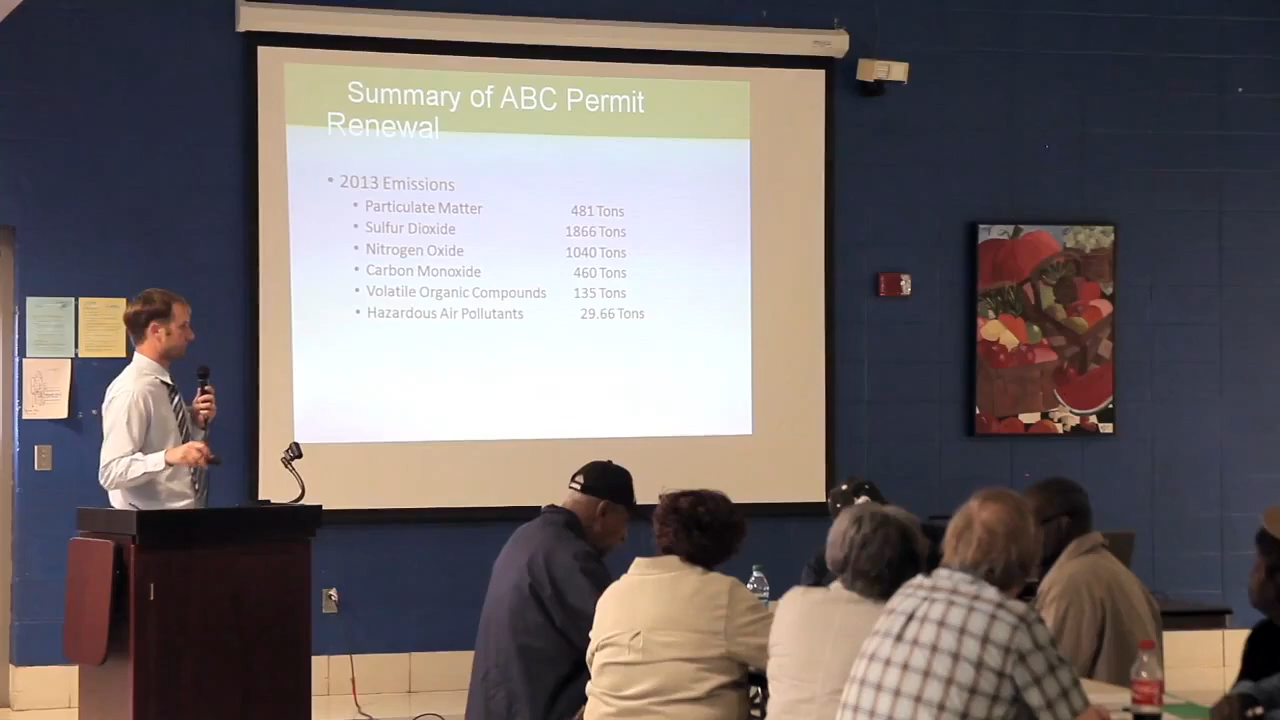 Summary of ABC Permit
Renewal
• 2013 Emissions
• Particulate Matter 481 Tons
• Sulfur Dioxide 1866 Tons
• Nitrogen Oxide 1040 Tons
• Carbon Monoxide 460 Tons
• Volatile Organic Compounds 135 Tons
• Hazardous Air Pollutants 29.66 Tons